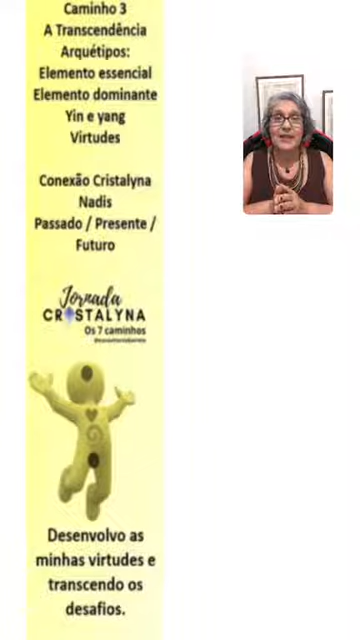 Caminho 3
A Transcendência
Arquétipos:
Elemento essencial
Elemento dominante
Yin e yang
Virtudes
Conexão Cristalyna
Nadis
Passado / Presente /
Futuro
Jornada
CRISTALYNA
Os 7 caminhos
Desenvolvo as
minhas virtudes e
transcendo os
desafios.